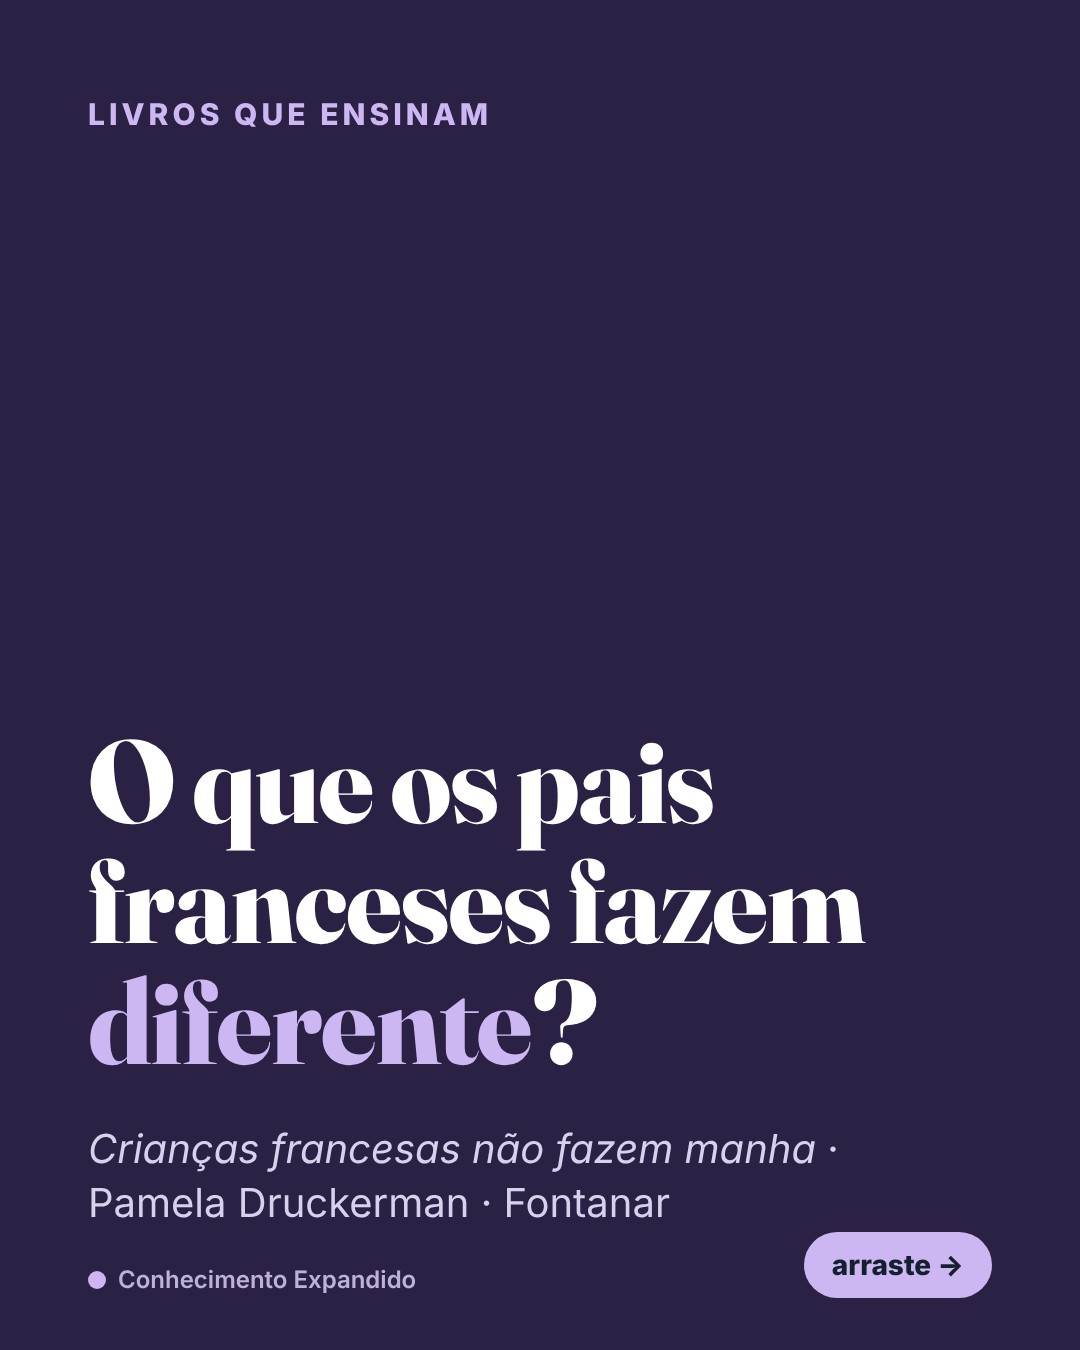 LIVROS QUE ENSINAM
O que os pais
franceses fazem
diferente?
Crianças francesas não fazem manha ·
Pamela Druckerman · Fontanar
Conhecimento Expandido
arraste →